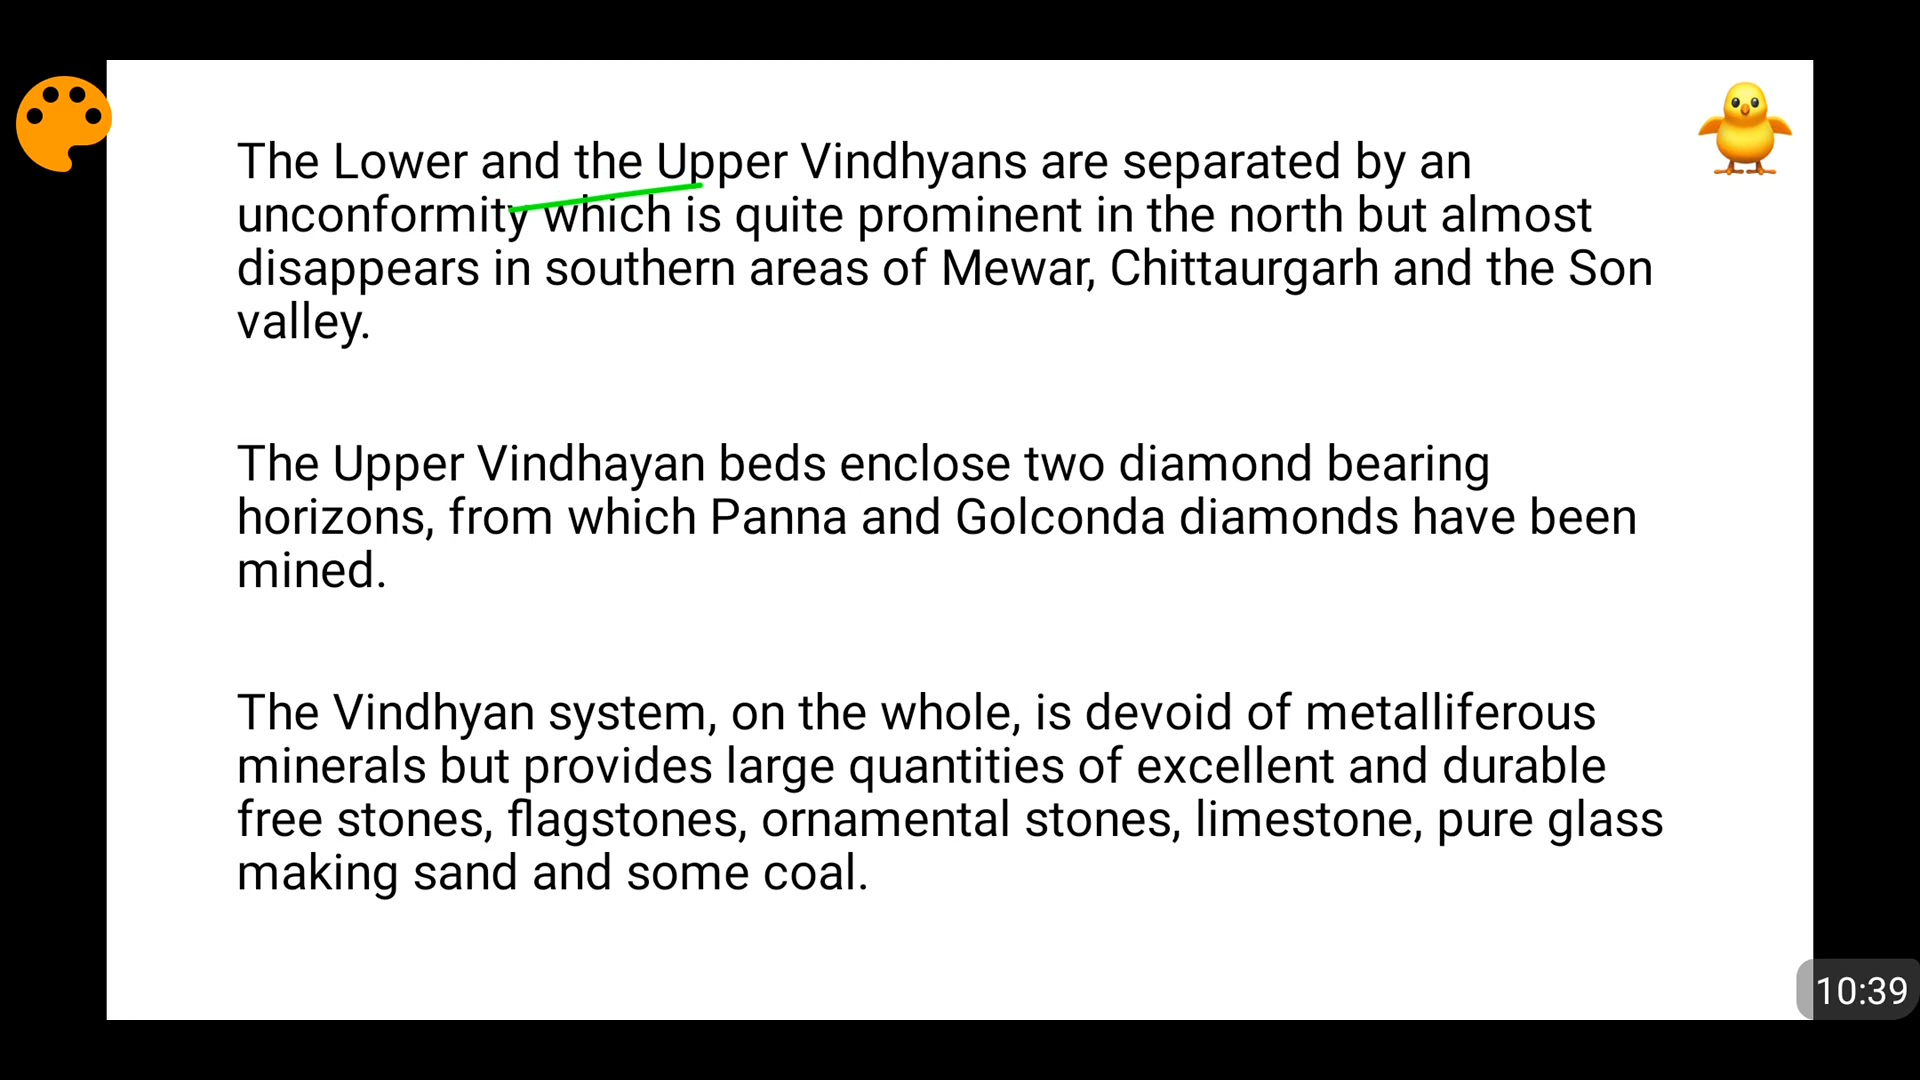 The Lower and the Upper Vindhyans are separated by an
unconformity which is quite prominent in the north but almost
disappears in southern areas of Mewar, Chittaurgarh and the Son
valley.
The Upper Vindhayan beds enclose two diamond bearing
horizons, from which Panna and Golconda diamonds have been
mined.
The Vindhyan system, on the whole, is devoid of metalliferous
minerals but provides large quantities of excellent and durable
free stones, flagstones, ornamental stones, limestone, pure glass
making sand and some coal.
10:39